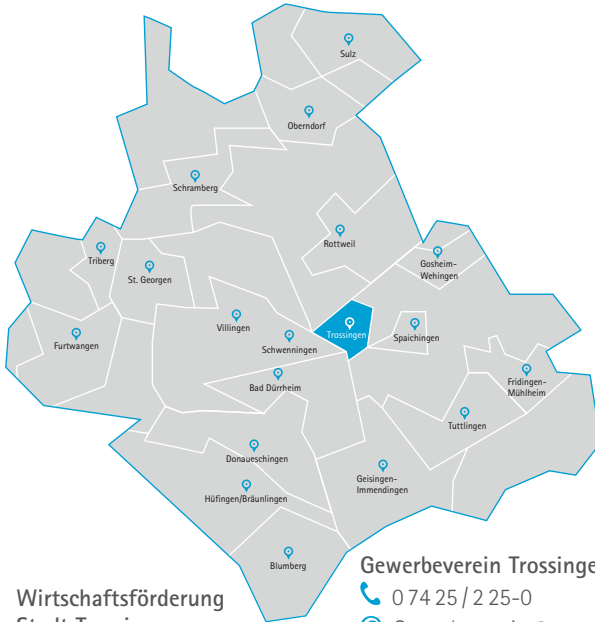 Sulz
Oberndorf
Schramberg
Rottweil
Triberg
St. Georgen
Gosheim-
Wehingen
Villingen
Trossingen
Spaichingen
Furtwangen
Schwenningen
Bad Dürrheim
Fridingen-
Mühlheim
Tuttlingen
Donaueschingen
Geisingen-
Immendingen
Hüfingen/Bräunlingen
Blumberg
Wirtschaftsförderung
Gewerbeverein Trossinge
0 74 25 / 2 25-0